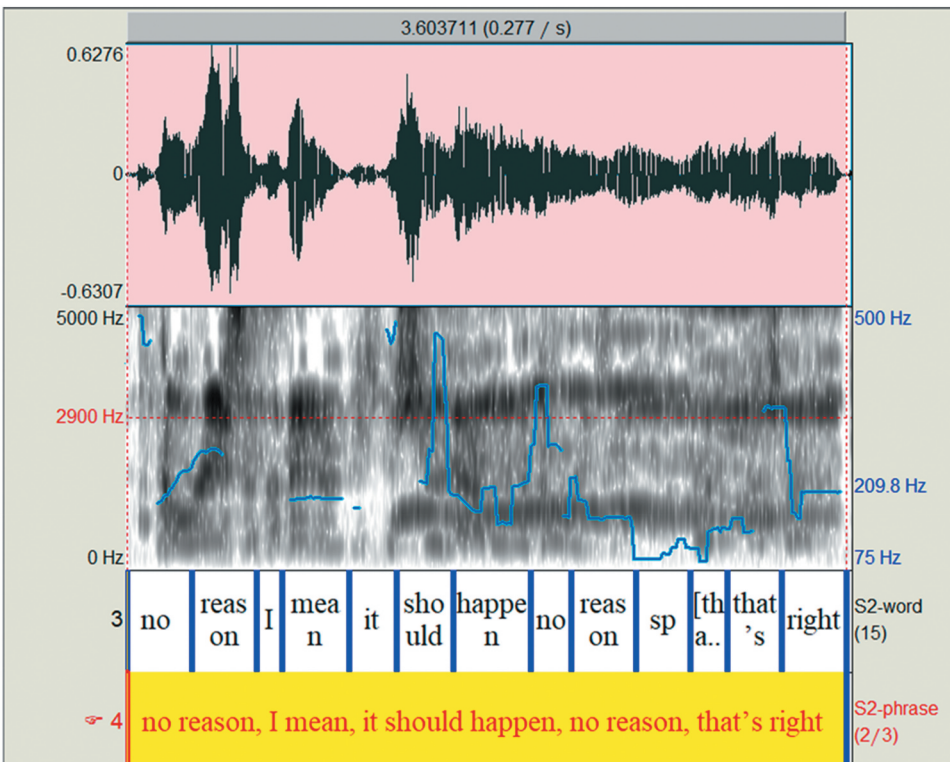 3.603711 (0.277 / s)
0.6276
0
-0.6307
5000 Hz
500 Hz
2900 Hz
209.8 Hz
0 Hz
75 Hz
3
no
reas
on
I
mea
n
it
sho
uld
happe
n
no
reas
on
sp
[th
a..
that
's
right
S2-word
(15)
☞ 4
no reason, I mean, it should happen, no reason, that's right
S2-phrase
(2/3)